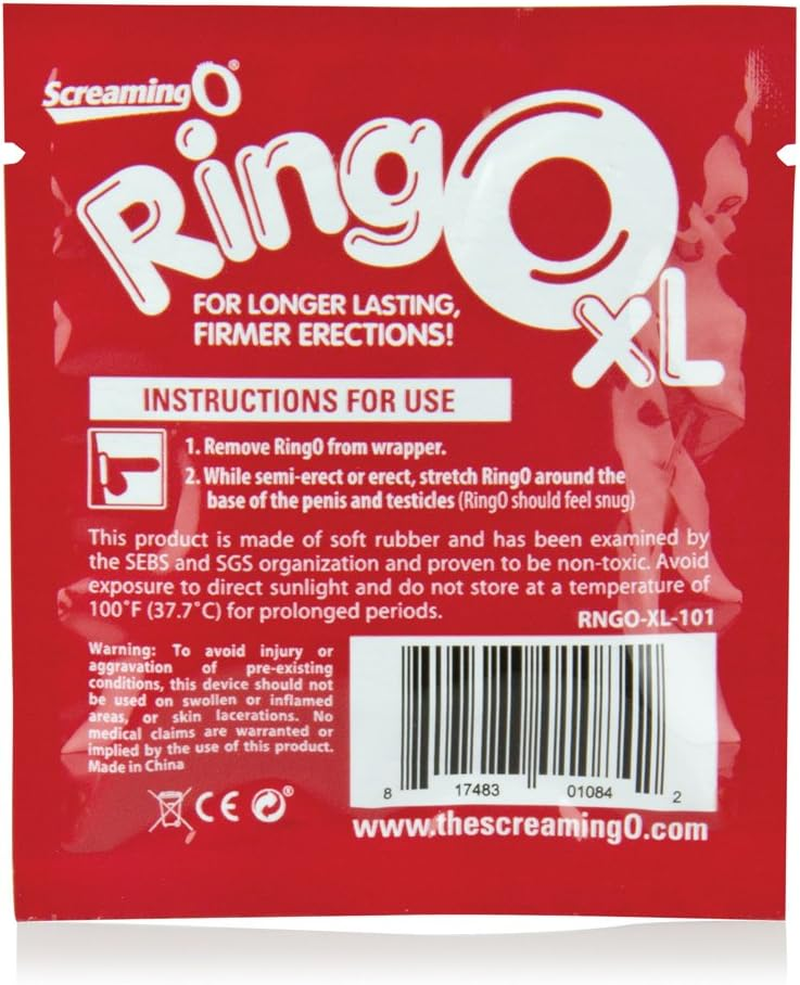 ScreamingO®
RingO
XL
FOR LONGER LASTING,
FIRMER ERECTIONS!
INSTRUCTIONS FOR USE
1. Remove RingO from wrapper.
2. While semi-erect or erect, stretch RingO around the
base of the penis and testicles (RingO should feel snug)
This product is made of soft rubber and has been examined by
the SEBS and SGS organization and proven to be non-toxic. Avoid
exposure to direct sunlight and do not store at a temperature of
100˚F (37.7˚C) for prolonged periods.
RNGO-XL-101
Warning: To avoid injury or
aggravation of pre-existing
conditions, this device should not
be used on swollen or inflamed
areas, or skin lacerations. No
medical claims are warranted or
implied by the use of this product.
Made in China
CE ®
8 17483 01084 2
www.thescreamingO.com